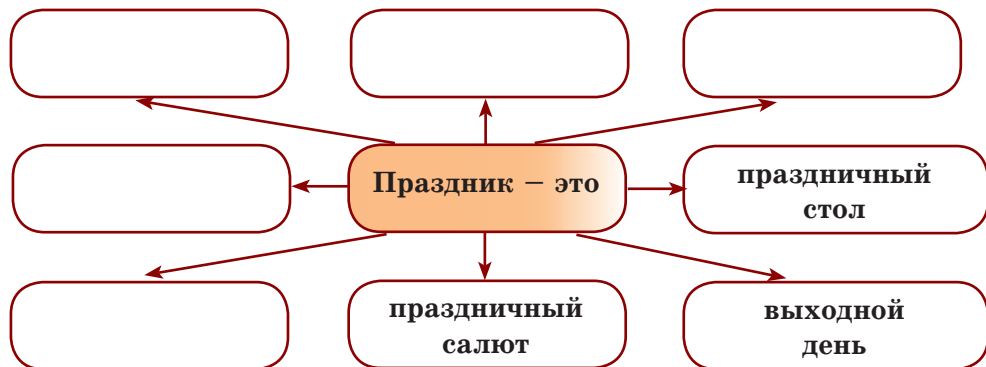 Праздник – это
праздничный
стол
праздничный
салют
выходной
день